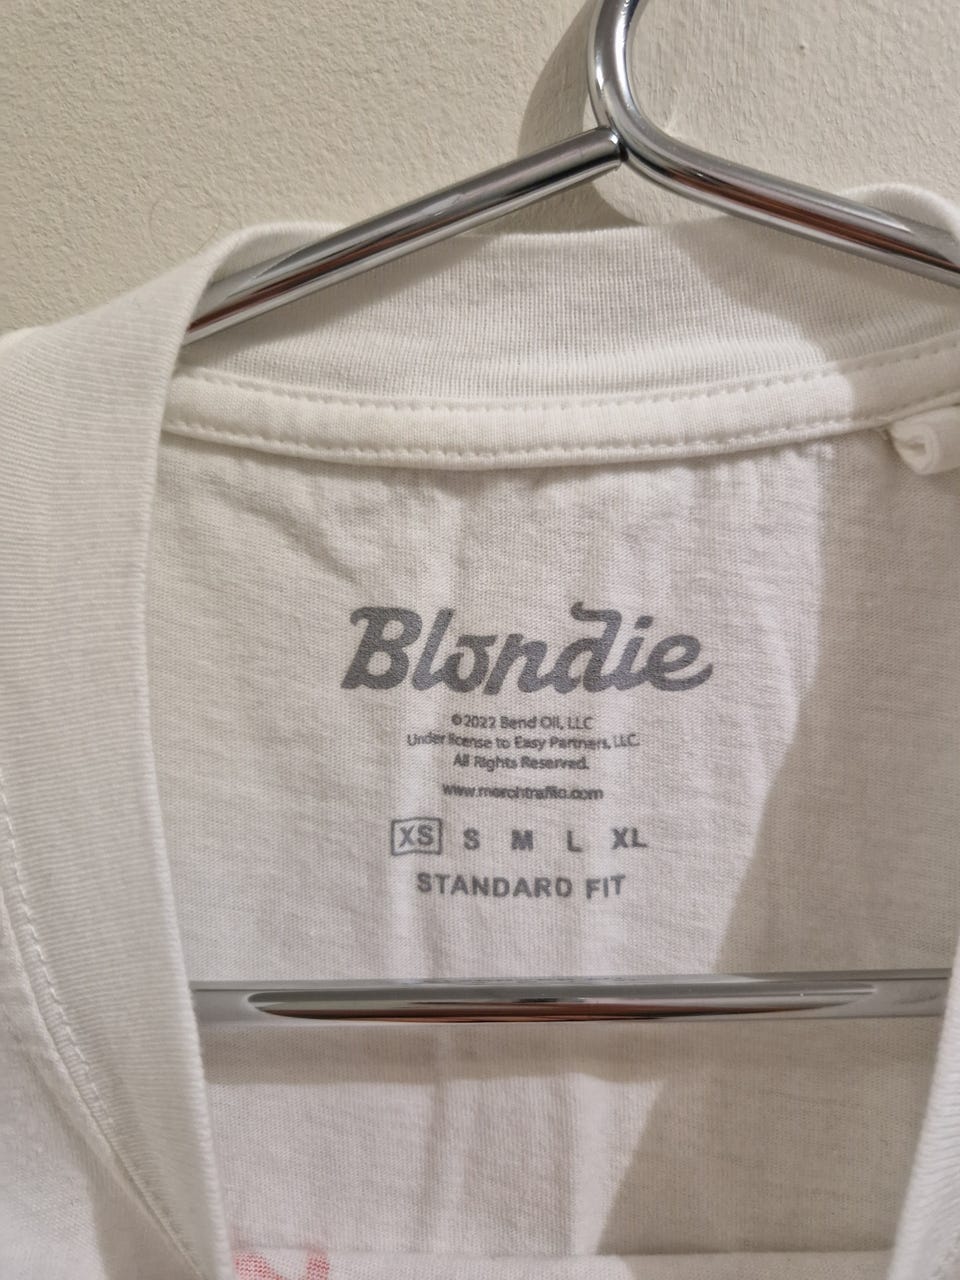 Blondie
©2022 Bend Oil, LLC
Under license to Easy Partners, LLC.
All Rights Reserved.
www.merchtraffic.com
XS S M L XL
STANDARD FIT